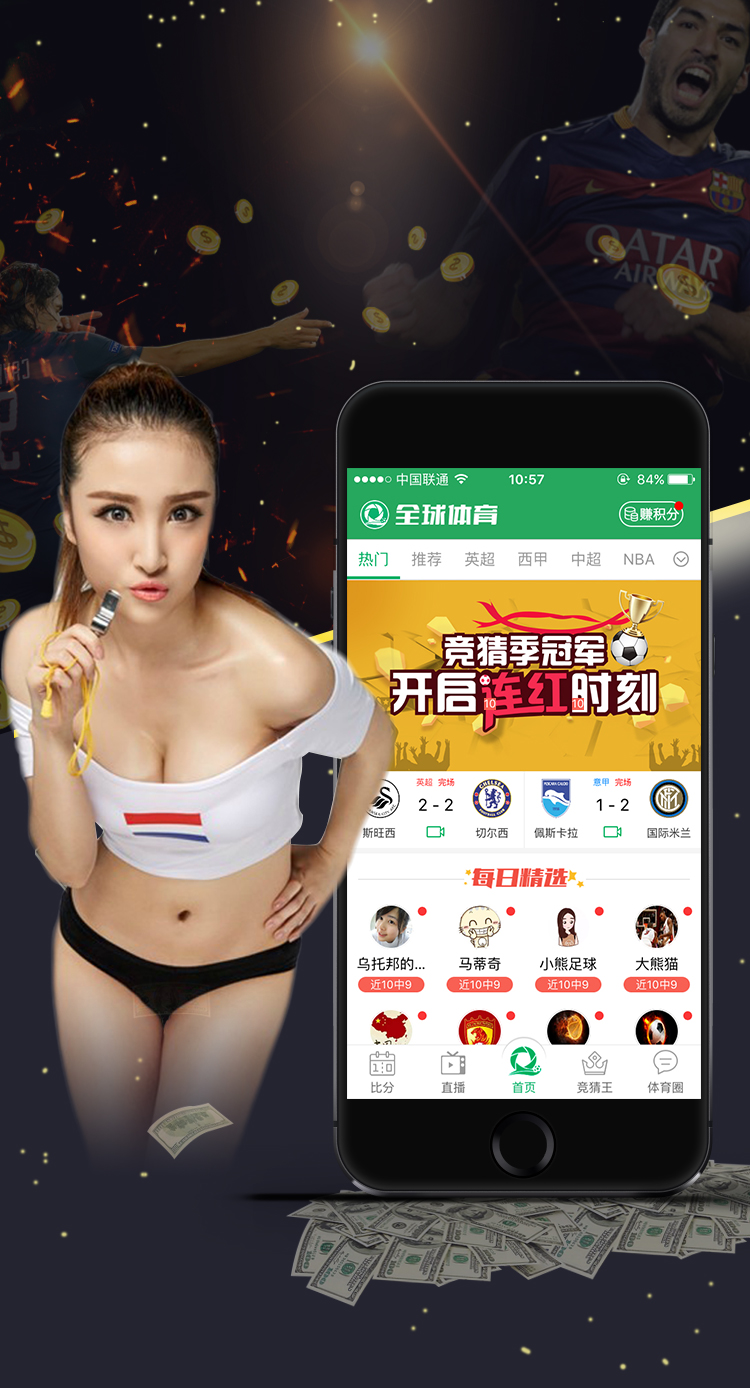 QATAR
AIRWAYS
中国联通
10:57
84%
全球体育
赚积分
热门 推荐 英超 西甲 中超 NBA
竞猜季冠军
开启连红时刻
10 10
英超 完场 意甲 完场
2 - 2 1 - 2
斯旺西 切尔西 佩斯卡拉 国际米兰
每日精选
乌托邦的... 马蒂奇 小熊足球 大熊猫
近10中9 近10中9 近10中9 近10中9
比分 直播 首页 竞猜王 体育圈